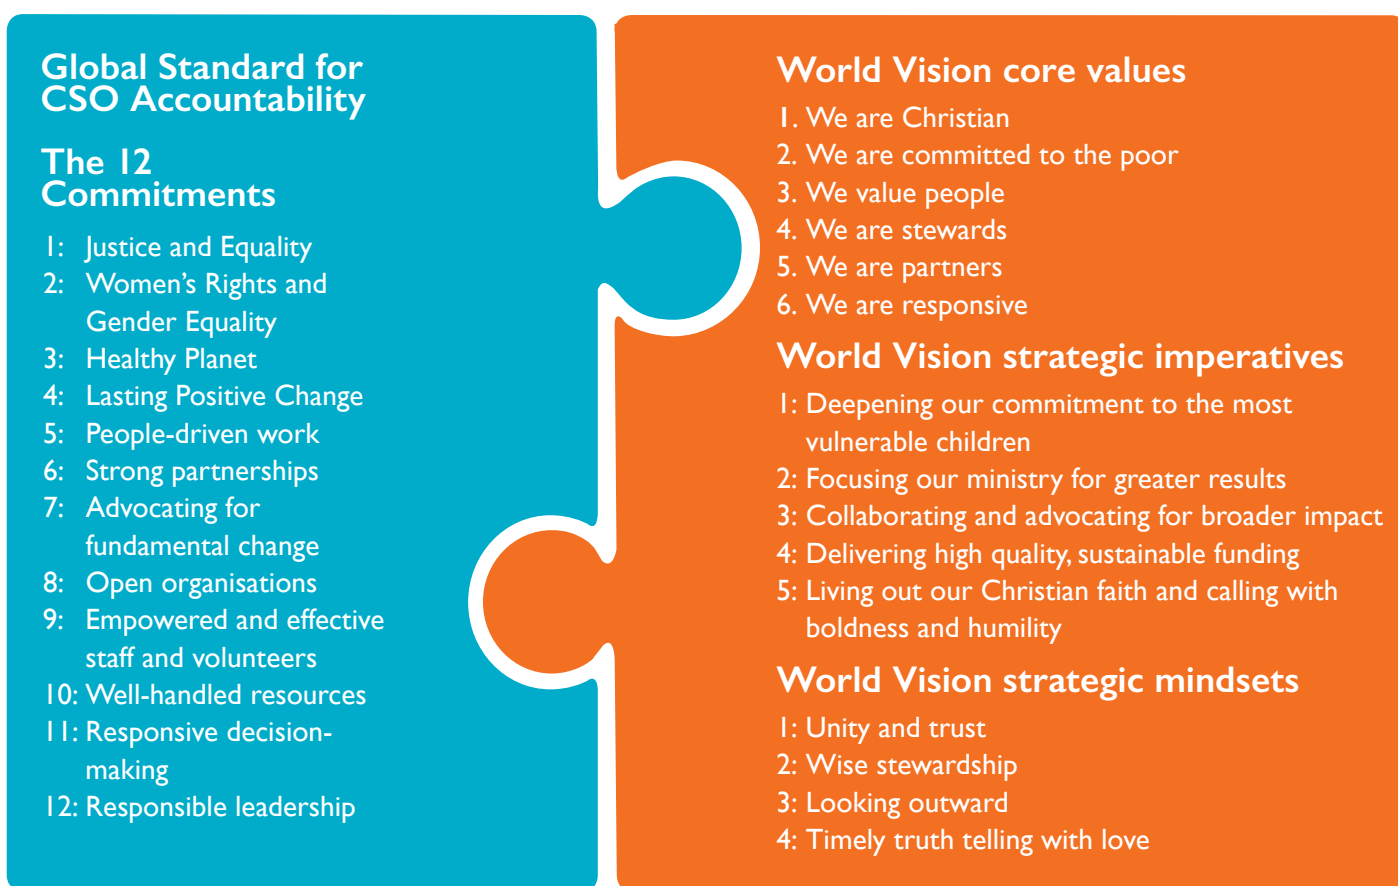 Global Standard for
CSO Accountability
The 12
Commitments
1: Justice and Equality
2: Women’s Rights and
Gender Equality
3: Healthy Planet
4: Lasting Positive Change
5: People-driven work
6: Strong partnerships
7: Advocating for
fundamental change
8: Open organisations
9: Empowered and effective
staff and volunteers
10: Well-handled resources
11: Responsive decision-
making
12: Responsible leadership
World Vision core values
1. We are Christian
2. We are committed to the poor
3. We value people
4. We are stewards
5. We are partners
6. We are responsive
World Vision strategic imperatives
1: Deepening our commitment to the most
vulnerable children
2: Focusing our ministry for greater results
3: Collaborating and advocating for broader impact
4: Delivering high quality, sustainable funding
5: Living out our Christian faith and calling with
boldness and humility
World Vision strategic mindsets
1: Unity and trust
2: Wise stewardship
3: Looking outward
4: Timely truth telling with love